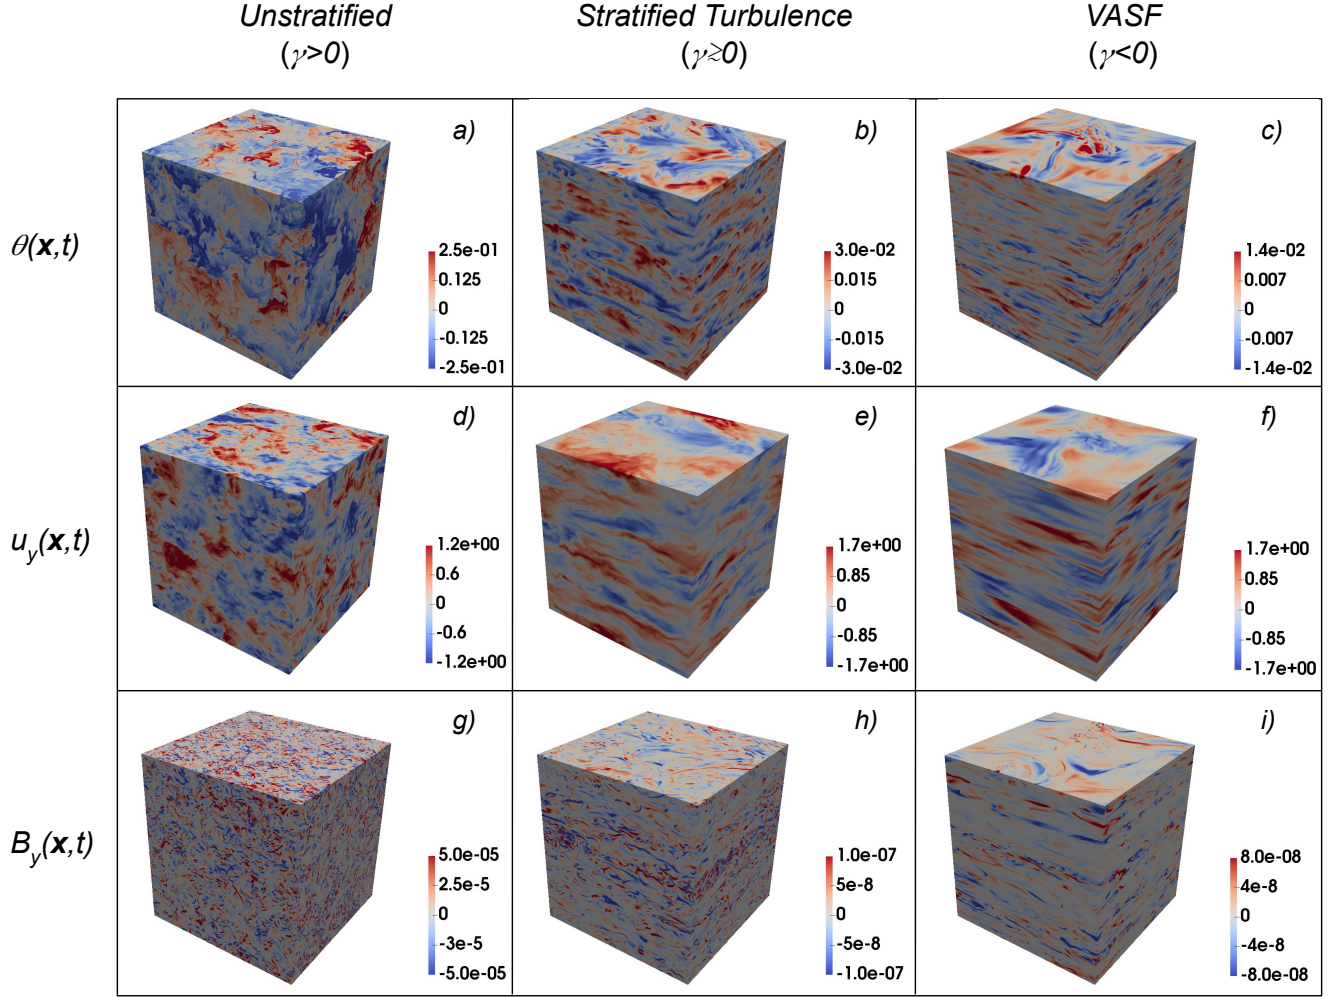 Unstratified
Stratified Turbulence
VASF
(γ>0)
(γ≳0)
(γ<0)
θ(x,t)
a)
2.5e-01
0.125
0
-0.125
-2.5e-01
b)
3.0e-02
0.015
0
-0.015
-3.0e-02
c)
1.4e-02
0.007
0
-0.007
-1.4e-02
u_y(x,t)
d)
1.2e+00
0.6
0
-0.6
-1.2e+00
e)
1.7e+00
0.85
0
-0.85
-1.7e+00
f)
1.7e+00
0.85
0
-0.85
-1.7e+00
B_y(x,t)
g)
5.0e-05
2.5e-5
0
-3e-5
-5.0e-05
h)
1.0e-07
5e-8
0
-5e-8
-1.0e-07
i)
8.0e-08
4e-8
0
-4e-8
-8.0e-08